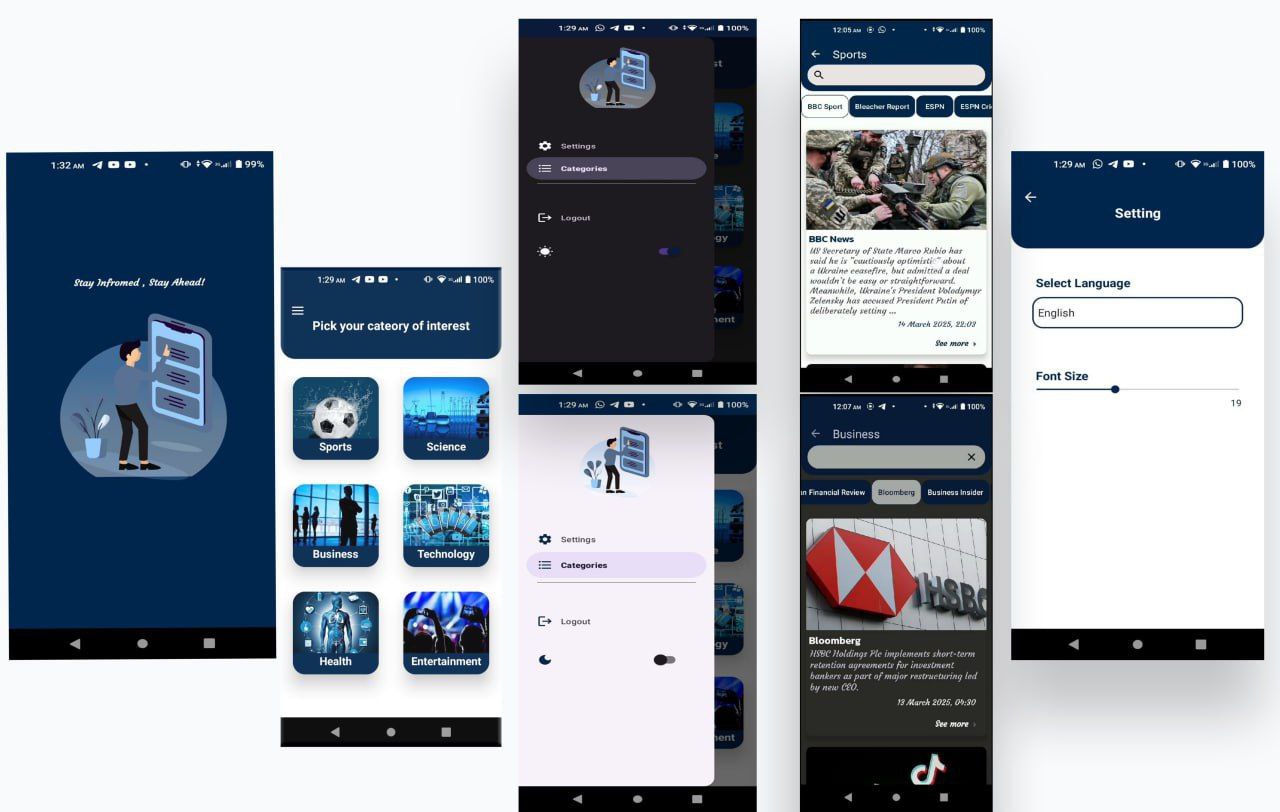 1:32 AM
99%
Stay Infromed , Stay Ahead!
1:29 AM
100%
Pick your cateory of interest
Sports
Science
Business
Technology
Health
Entertainment
1:29 AM
100%
st
Settings
Categories
e
Logout
gy
nent
1:29 AM
100%
Settings
Categories
e
Logout
gy
nent
12:05 AM
100%
Sports
BBC Sport
Bleacher Report
ESPN
ESPN Cri
BBC News
US Secretary of State Marco Rubio has
said he is "cautiously optimistic" about
a Ukraine ceasefire, but admitted a deal
wouldn't be easy or straightforward.
Meanwhile, Ukraine's President Volodymyr
Zelensky has accused President Putin of
deliberately setting ...
14 March 2025, 22:03
See more ›
12:07 AM
100%
Business
n Financial Review
Bloomberg
Business Insider
HSBC
Bloomberg
HSBC Holdings Plc implements short-term
retention agreements for investment
bankers as part of major restructuring led
by new CEO.
13 March 2025, 04:30
See more ›
1:29 AM
100%
Setting
Select Language
English
Font Size
19